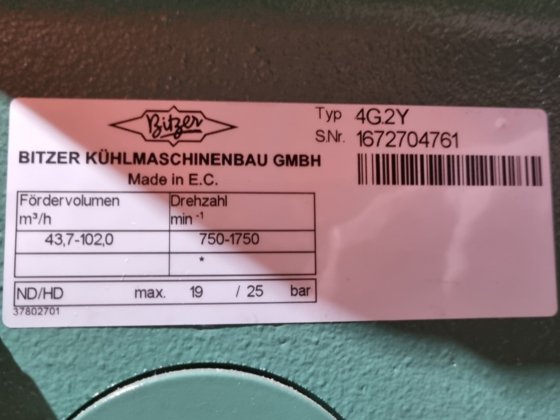 Bitzer
BITZER KÜHLMASCHINENBAU GMBH
Made in E.C.
Typ 4G.2Y
S.Nr. 1672704761
Fördervolumen m³/h
Drehzahl min -1
43,7-102,0 750-1750
*
ND/HD max. 19 / 25 bar
37802701